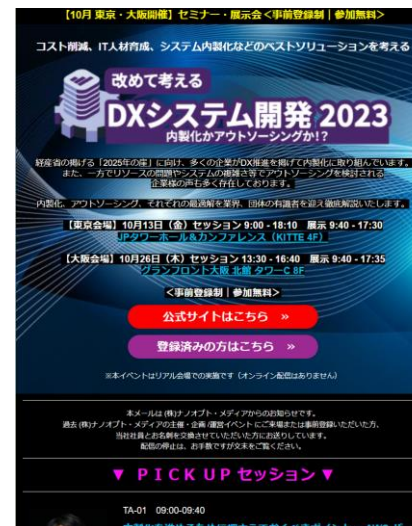 【10月 東京・大阪開催】セミナー・展示会<事前登録制｜参加無料>
コスト削減、IT人材育成、システム内製化などのベストソリューションを考える
改めて考える
DXシステム開発 2023
内製化かアウトソーシングか!?
経産省の掲げる「2025年の崖」に向け、多くの企業がDX推進を掲げて内製化に取り組んでいます。
また、一方でリソースの問題やシステムの複雑さ等でアウトソーシングを検討される
企業様の声も多く存在しております。
内製化、アウトソーシング、それぞれの最適解を業界、団体の有識者を迎え徹底解説いたします。
【東京会場】10月13日（金）セッション 9:00 - 18:10　展示 9:40 - 17:30
JPタワーホール＆カンファレンス（KITTE 4F）
【大阪会場】10月26日（木）セッション 13:30 - 16:40　展示 9:40 - 17:35
グランフロント大阪 北館 タワーC 8F
<事前登録制｜参加無料>
公式サイトはこちら　»
登録済みの方はこちら　»
※本イベントはリアル会場での実施です（オンライン配信はありません）
本メールは (株)ナノオプト・メディアからのお知らせです。
過去 (株)ナノオプト・メディアの主催・企画/運営イベントにご来場または事前登録いただいた方、
当社社員とお名刺を交換させていただいた方にお送りしています。
配信の停止は、お手数ですが文末をご覧ください。
▼ PICK UP セッション ▼
TA-01　09:00-09:40